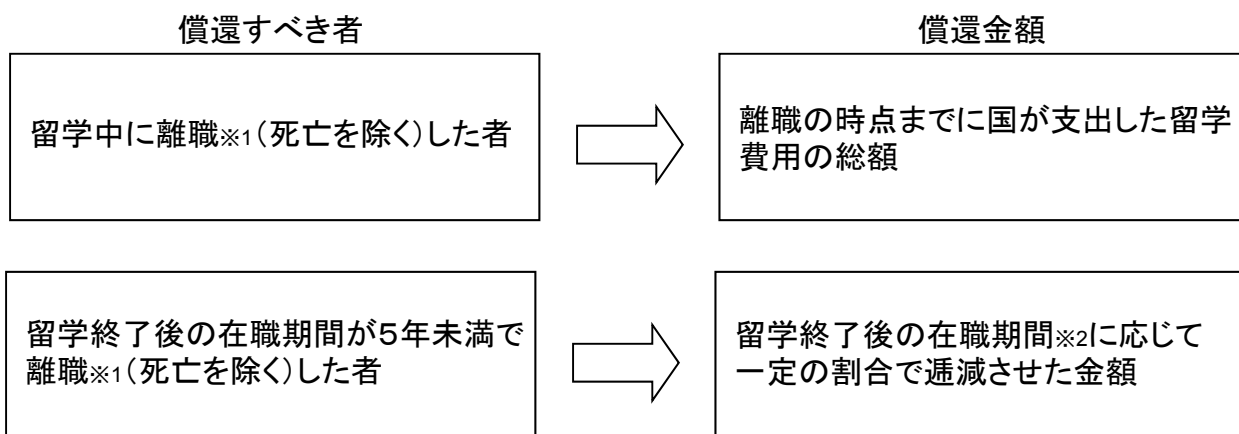 償還すべき者
償還金額
留学中に離職※1(死亡を除く)した者
離職の時点までに国が支出した留学
費用の総額
留学終了後の在職期間が5年未満で
離職※1(死亡を除く)した者
留学終了後の在職期間※2に応じて
一定の割合で逓減させた金額